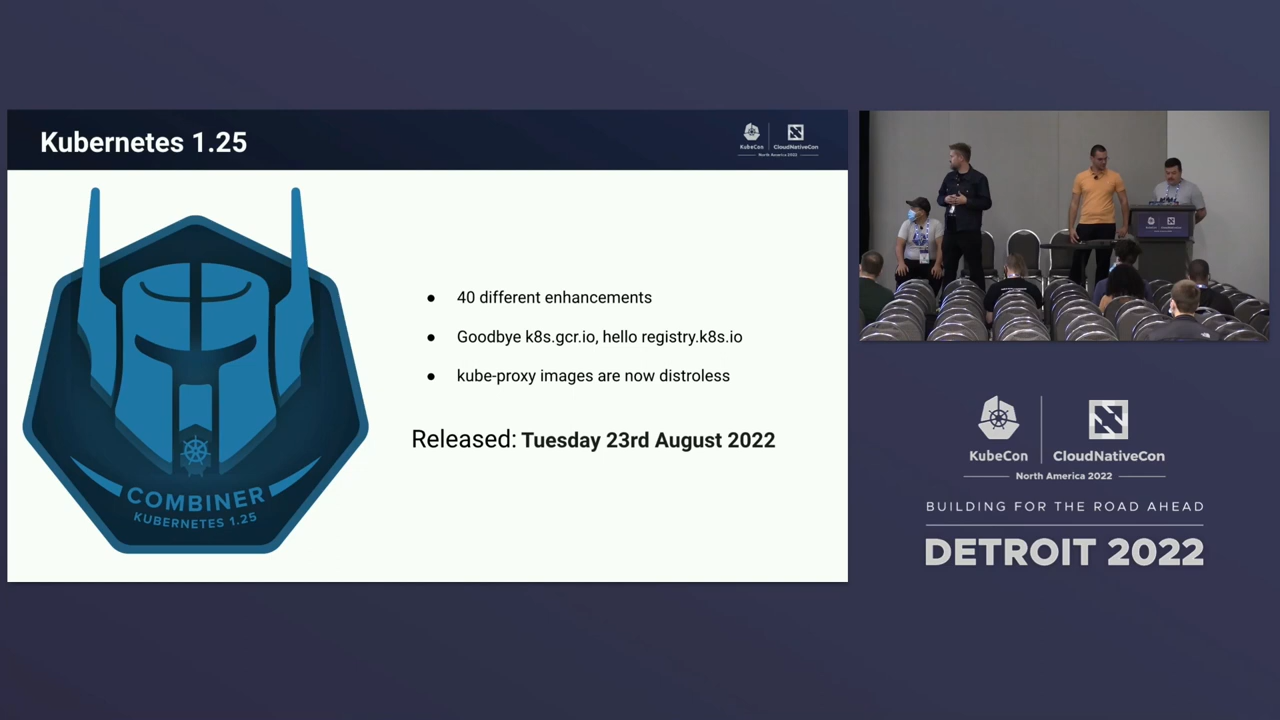 Kubernetes 1.25
KubeCon
CloudNativeCon
North America 2022
COMBINER
KUBERNETES 1.25
● 40 different enhancements
● Goodbye k8s.gcr.io, hello registry.k8s.io
● kube-proxy images are now distroless
Released: Tuesday 23rd August 2022
KubeCon
CloudNativeCon
North America 2022
BUILDING FOR THE ROAD AHEAD
DETROIT 2022